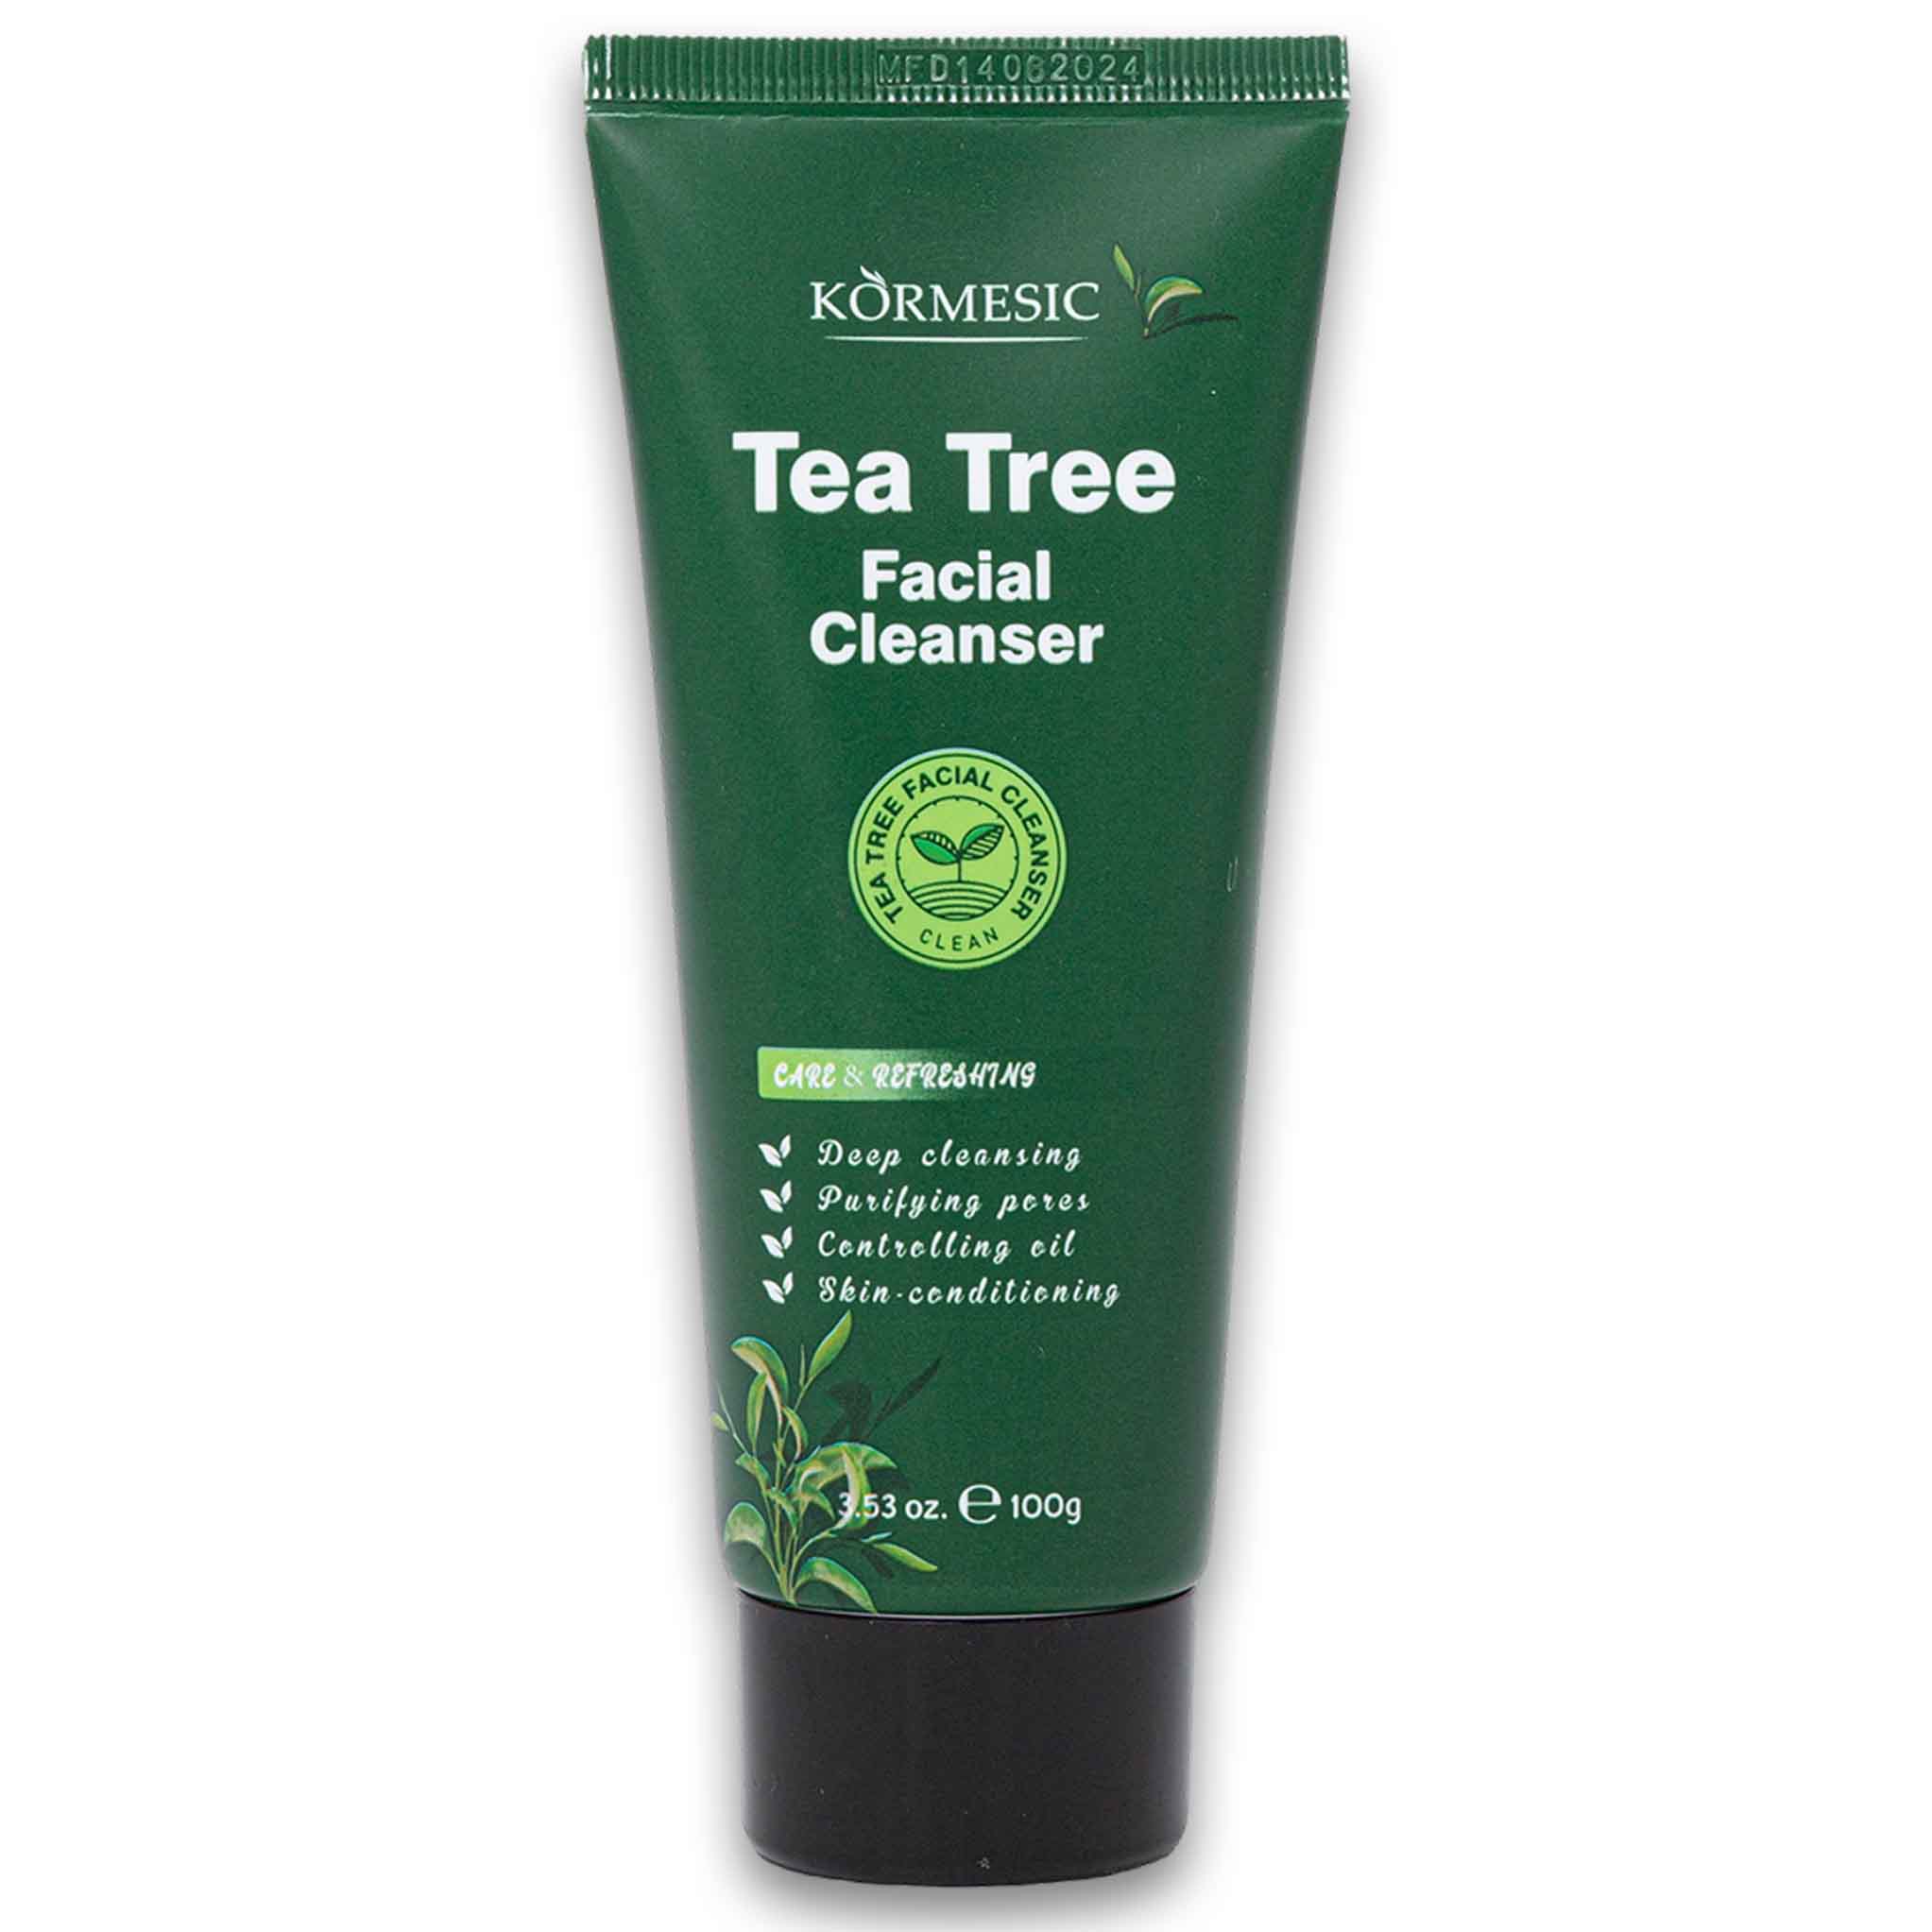 MFD14082024
KORMESIC
Tea Tree
Facial
Cleanser
TEA TREE FACIAL CLEANSER
CLEAN
CARE & REFRESHING
Deep cleansing
Purifying pores
Controlling oil
Skin-conditioning
3.53 oz. ℮ 100g